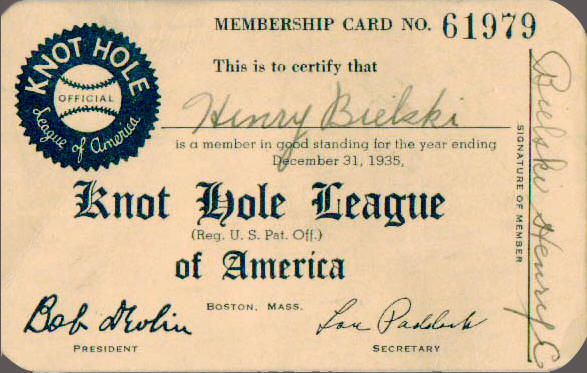 MEMBERSHIP CARD NO. 61979
KNOT HOLE
OFFICIAL
League of America
This is to certify that
Henry Bielski
is a member in good standing for the year ending
December 31, 1935,
Knot Hole League
(Reg. U. S. Pat. Off.)
of America
BOSTON, MASS.
Bob
Lou Paddock
PRESIDENT
SECRETARY
SIGNATURE OF MEMBER
Bielski Henry C